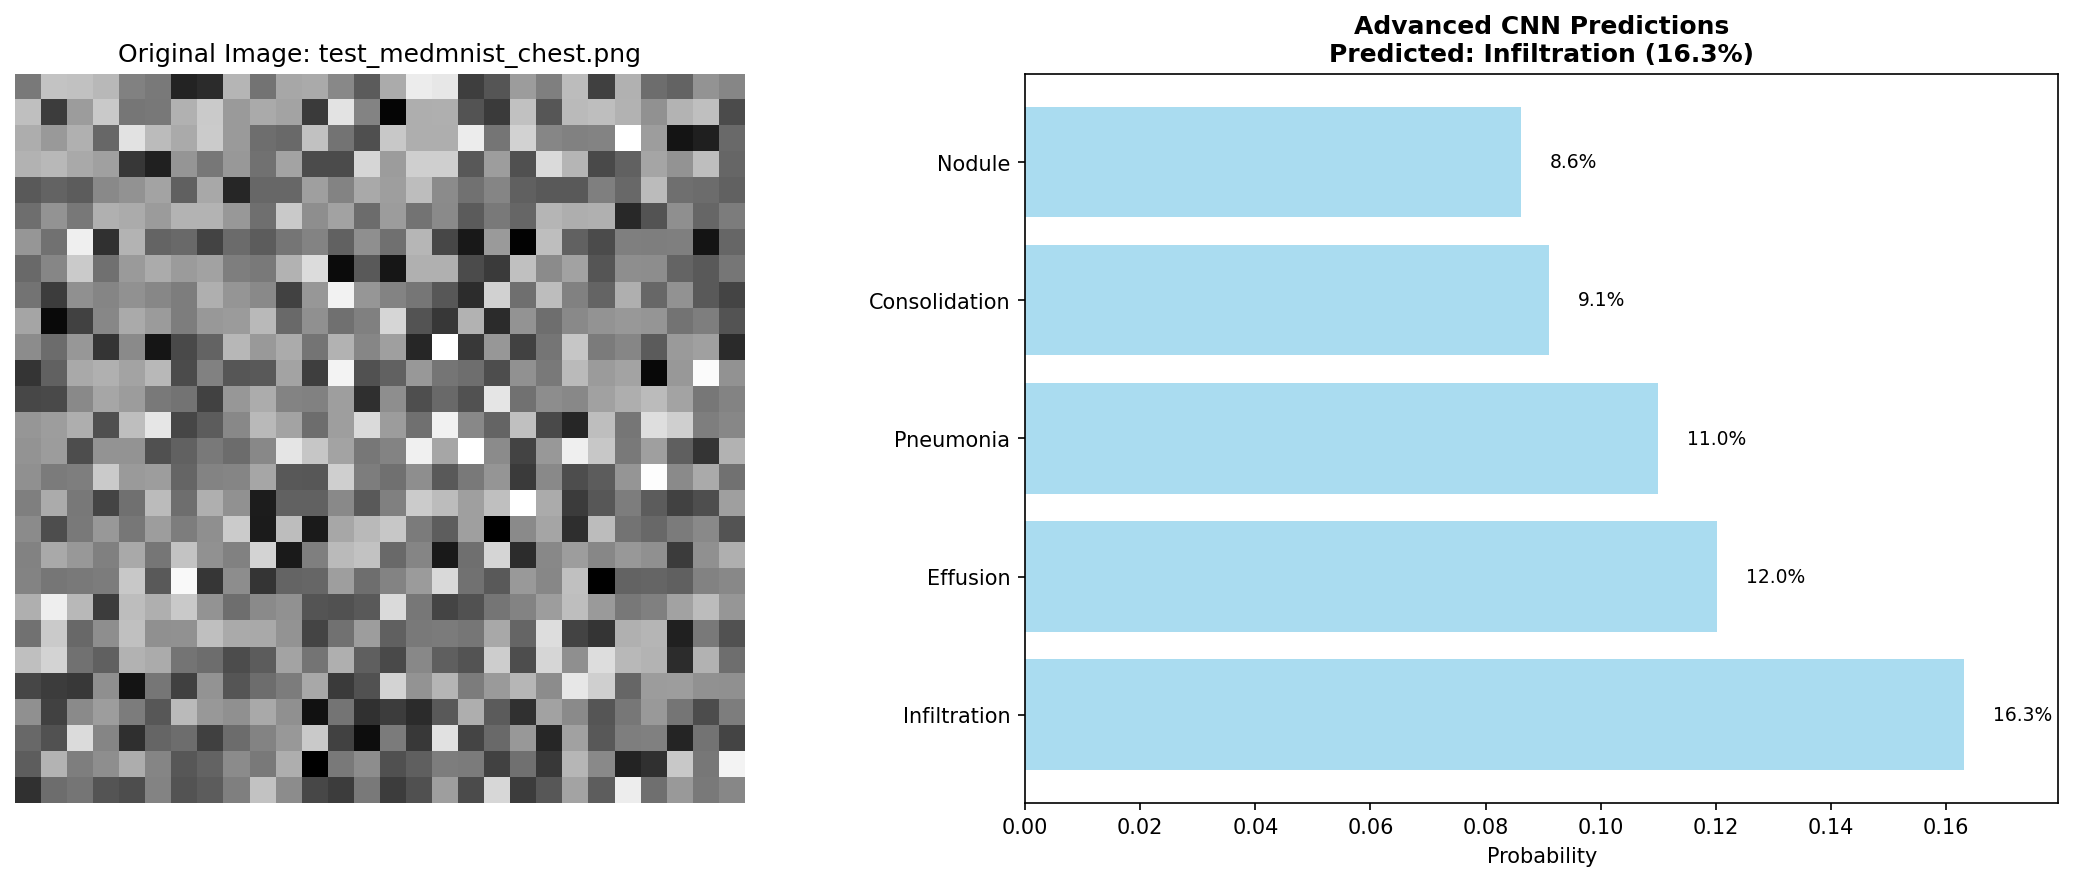 Original Image: test_medmnist_chest.png
Advanced CNN Predictions
Predicted: Infiltration (16.3%)
Nodule
8.6%
Consolidation
9.1%
Pneumonia
11.0%
Effusion
12.0%
Infiltration
16.3%
0.00 0.02 0.04 0.06 0.08 0.10 0.12 0.14 0.16
Probability